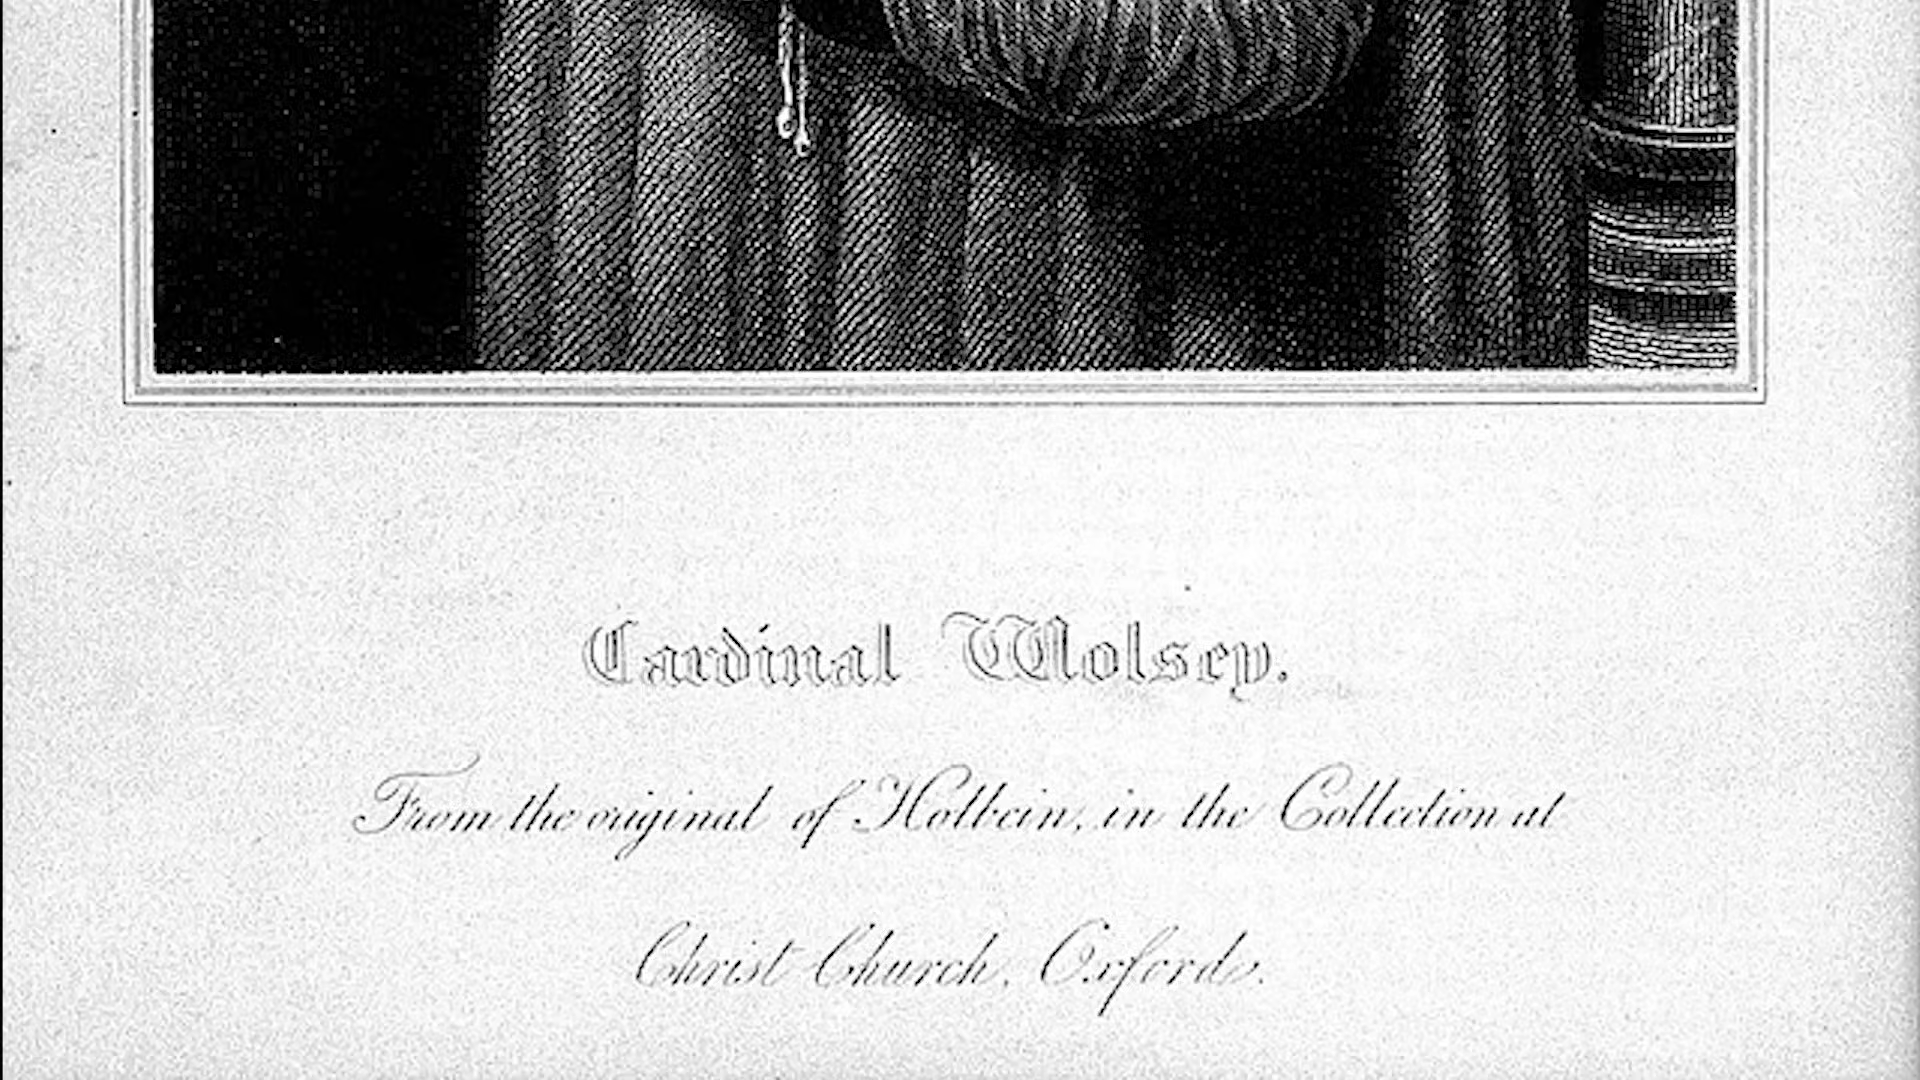 Cardinal Wolsey.
From the original of Holbein, in the Collection at
Christ Church, Oxford.